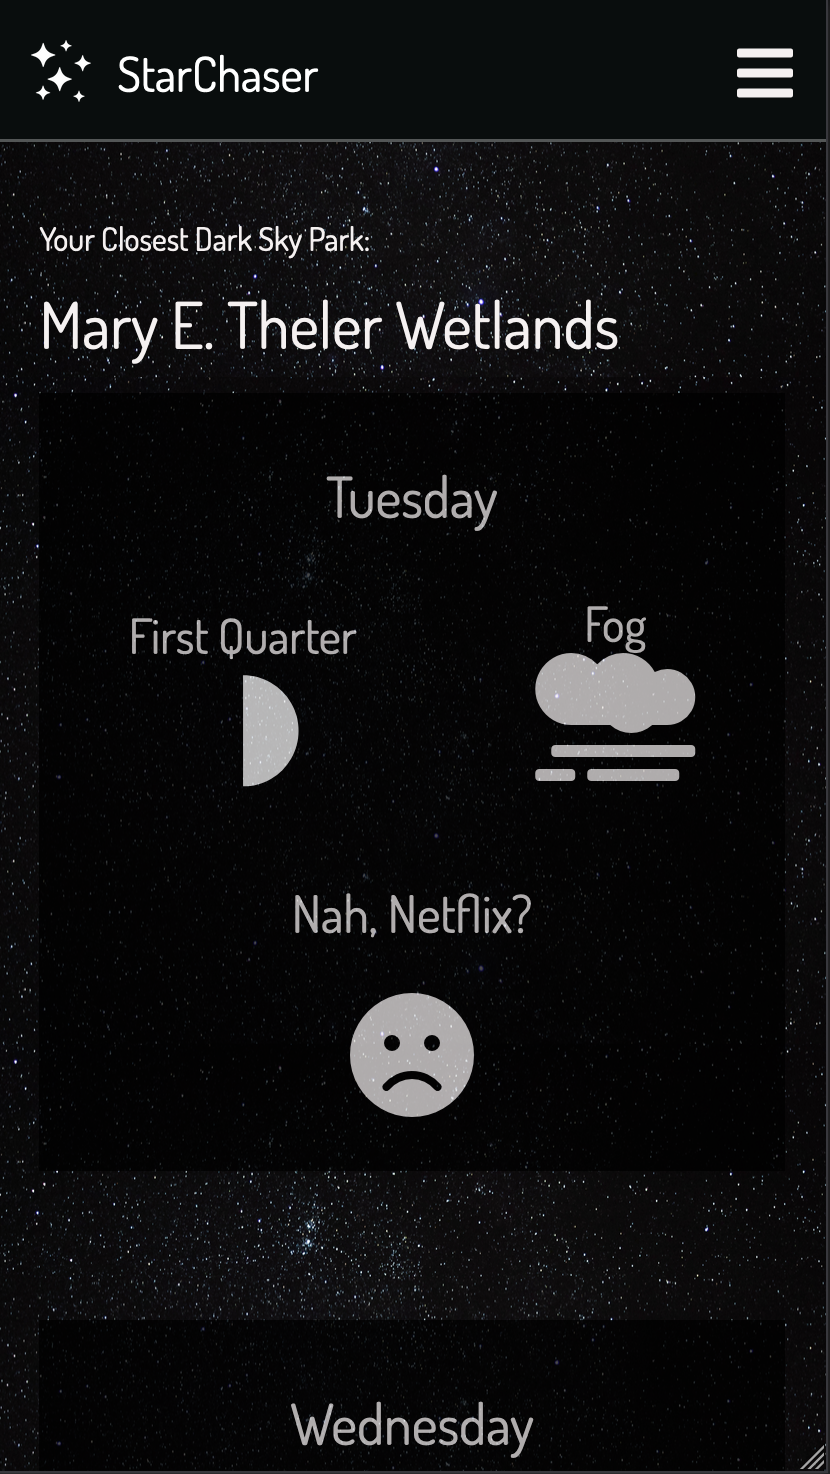 StarChaser
Your Closest Dark Sky Park:
Mary E. Theler Wetlands
Tuesday
First Quarter
Fog
Nah, Netflix?
Wednesday